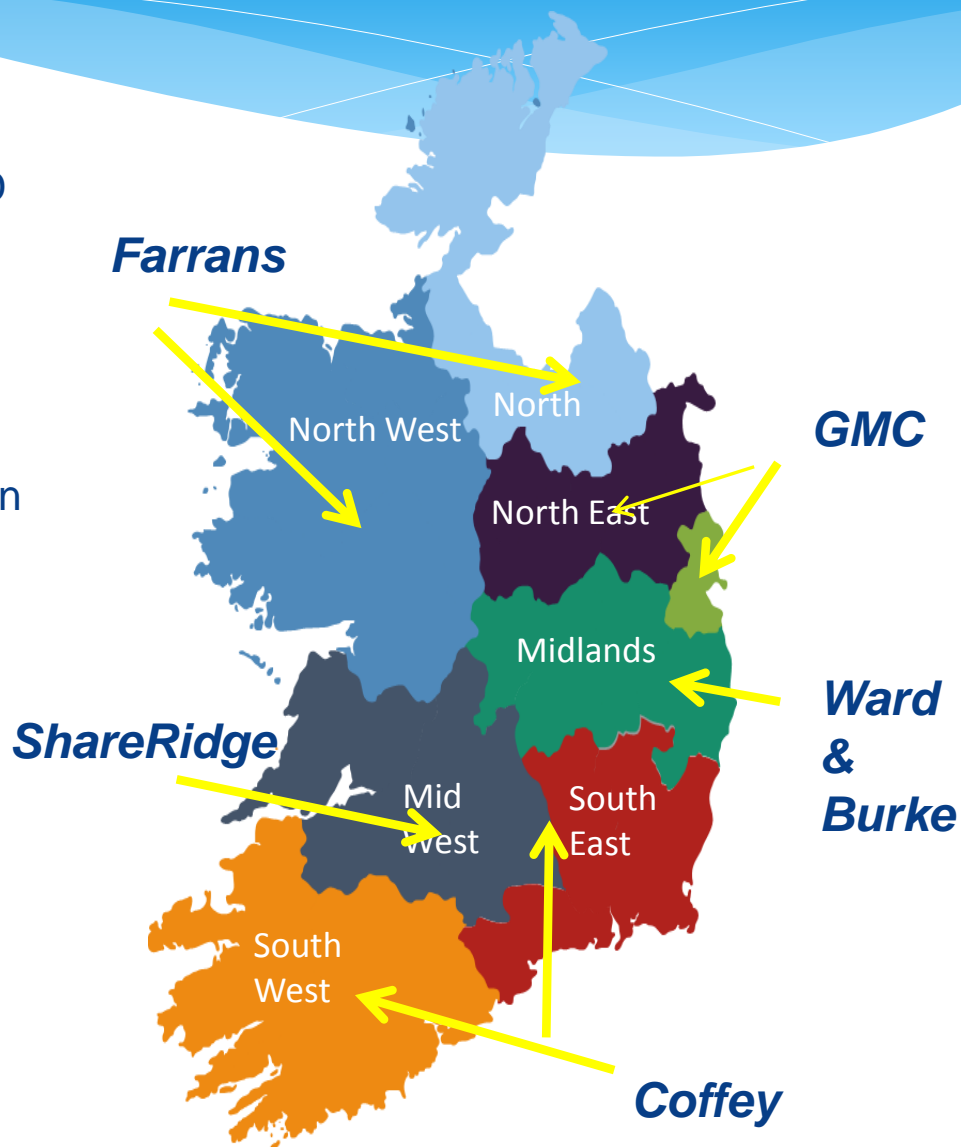 Farrans
North
North West
GMC
North East
Midlands
Ward
&
Burke
ShareRidge
Mid
West
South
East
South
West
Coffey